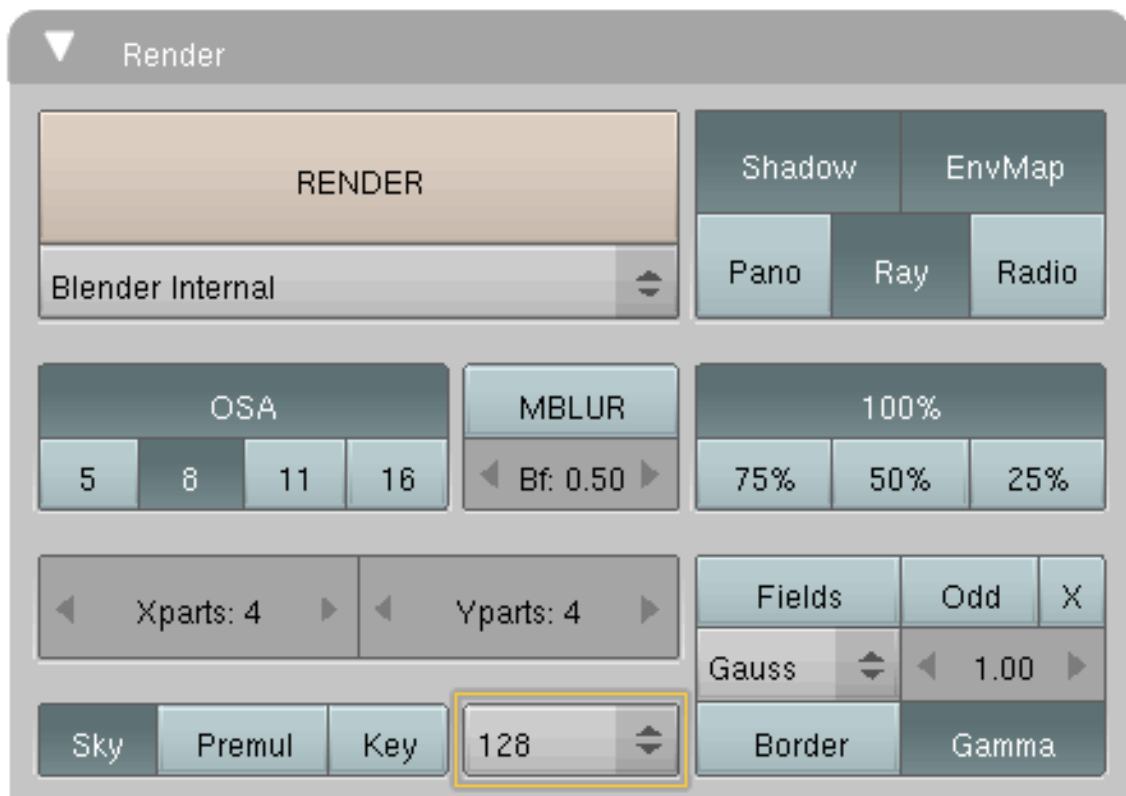 Render
RENDER
Shadow EnvMap
Blender Internal
Pano Ray Radio
OSA MBLUR 100%
5 8 11 16 Bf: 0.50 75% 50% 25%
Xparts: 4 Yparts: 4
Fields Odd X
Gauss 1.00
Sky Premul Key 128 Border Gamma